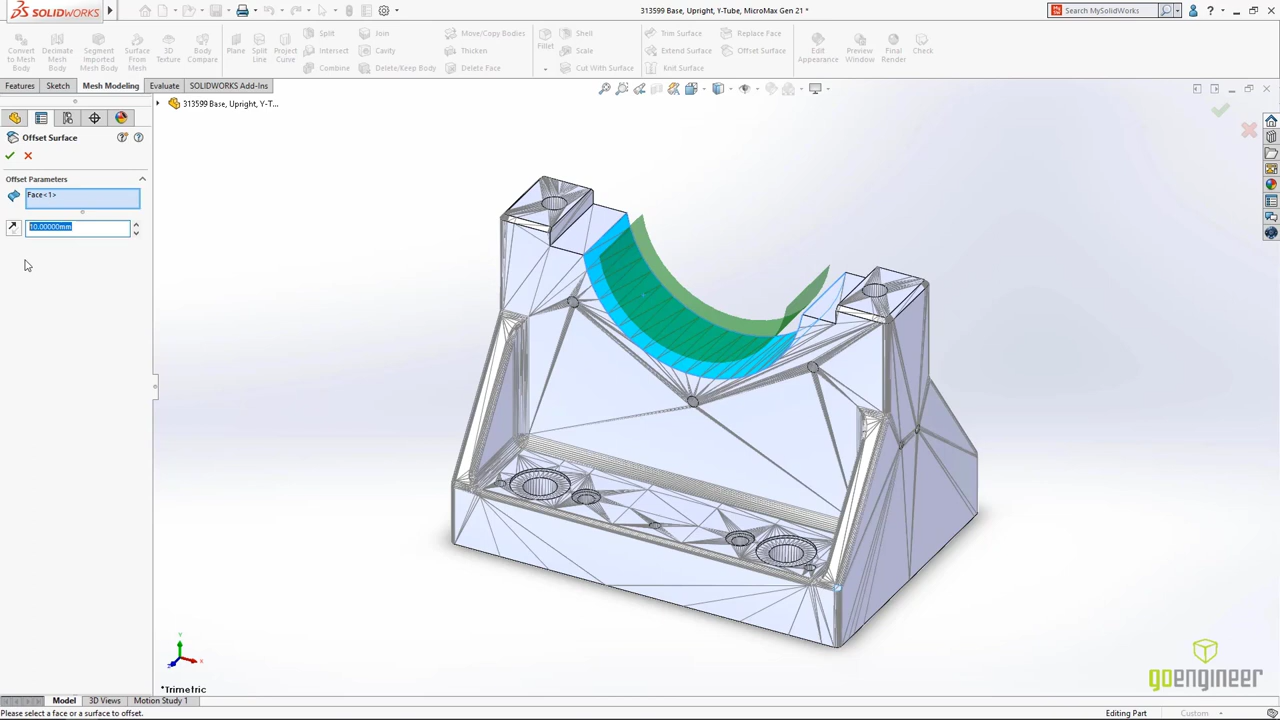 SOLIDWORKS
313599 Base, Upright, Y-Tube, MicroMax Gen 21 *
Search MySolidWorks
Convert to Mesh Body
Decimate Mesh Body
Segment Imported Mesh Body
Surface From Mesh
3D Texture
Body Compare
Plane
Split Line
Project Curve
Split
Intersect
Combine
Join
Cavity
Delete/Keep Body
Move/Copy Bodies
Thicken
Delete Face
Fillet
Shell
Scale
Cut With Surface
Trim Surface
Extend Surface
Knit Surface
Replace Face
Offset Surface
Edit Appearance
Preview Window
Final Render
Check
Features
Sketch
Mesh Modeling
Evaluate
SOLIDWORKS Add-Ins
313599 Base, Upright, Y-T...
Offset Surface
Offset Parameters
Face<1>
10.00000mm
Y
X
Z
*Trimetric
goengineer
Model
3D Views
Motion Study 1
Please select a face or a surface to offset.
Editing Part
Custom